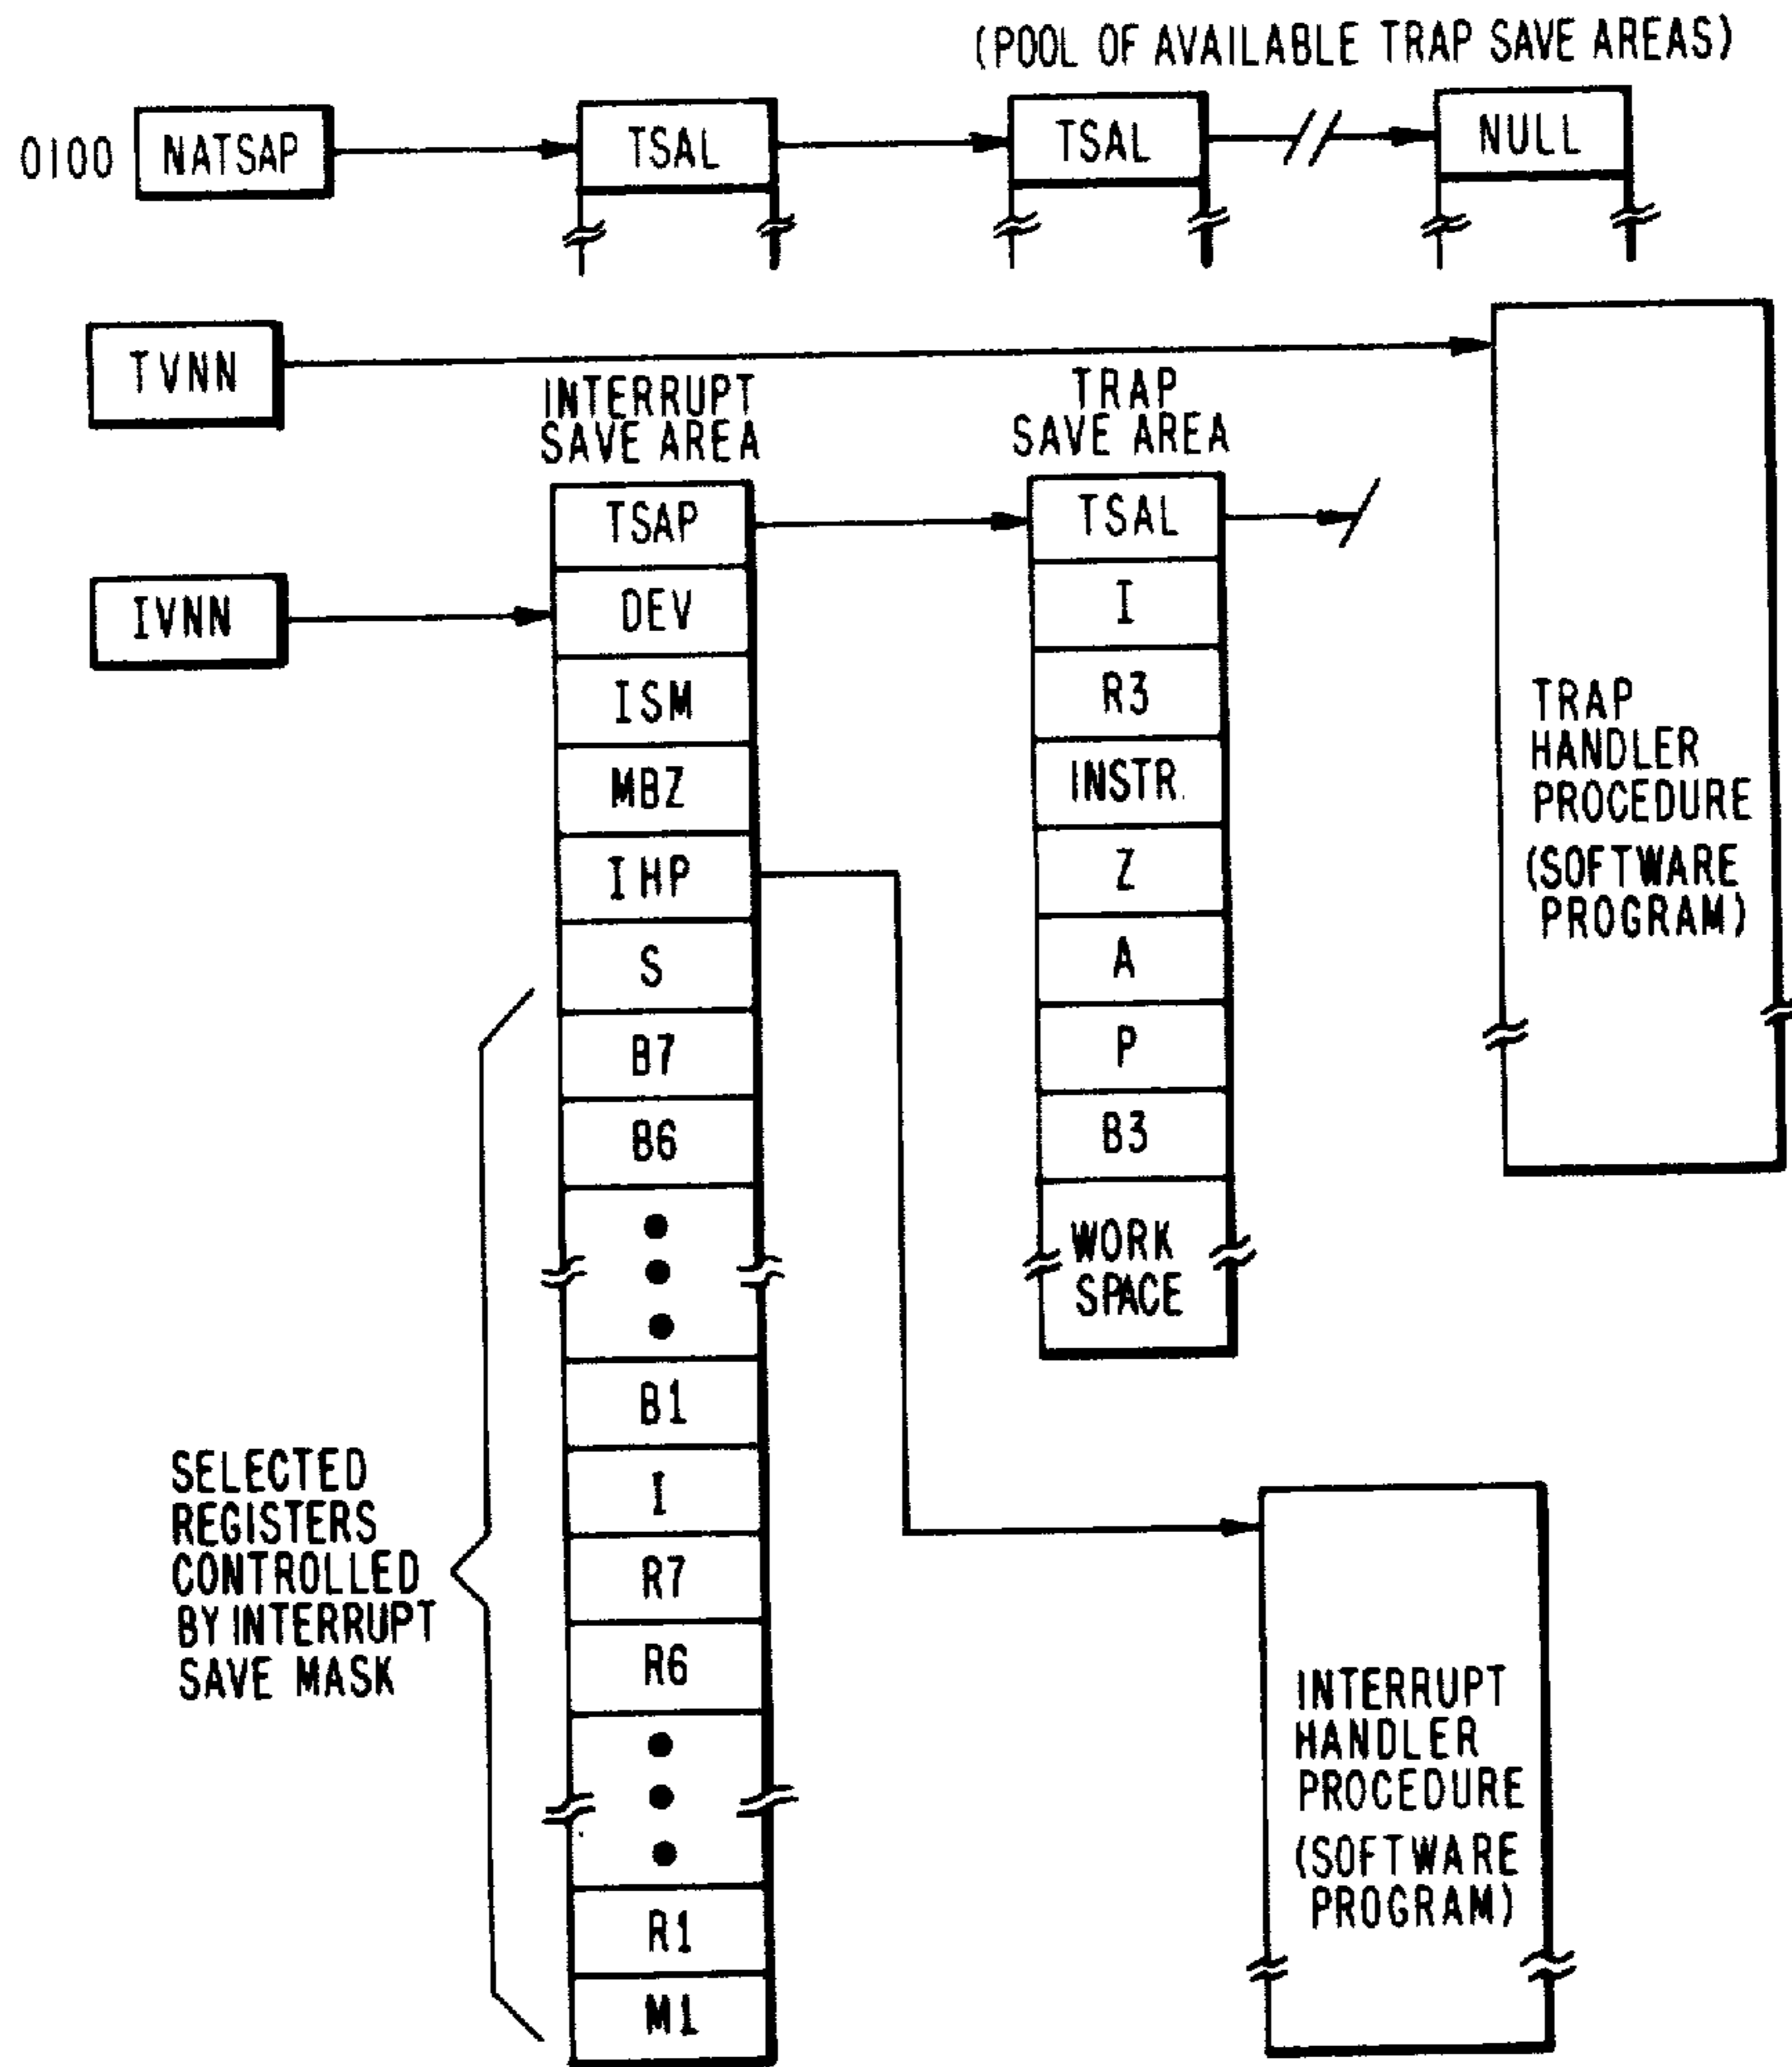 (POOL OF AVAILABLE TRAP SAVE AREAS)
0100
NATSAP
TSAL
TSAL
NULL
TVNN
INTERRUPT
SAVE AREA
TRAP
SAVE AREA
TSAP
DEV
ISM
MBZ
IHP
S
B7
B6
B1
I
R7
R6
R1
M1
IVNN
TSAL
I
R3
INSTR.
Z
A
P
B3
WORK
SPACE
TRAP
HANDLER
PROCEDURE
(SOFTWARE
PROGRAM)
SELECTED
REGISTERS
CONTROLLED
BY INTERRUPT
SAVE MASK
INTERRUPT
HANDLER
PROCEDURE
(SOFTWARE
PROGRAM)